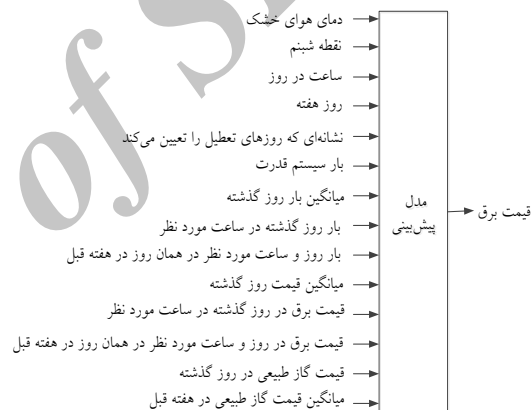 دمای هوای خشک
نقطه شبنم
ساعت در روز
روز هفته
نشانه‌ای که روزهای تعطیل را تعیین می‌کند
بار سیستم قدرت
میانگین بار روز گذشته
بار روز گذشته در ساعت مورد نظر
بار روز و ساعت مورد نظر در همان روز در هفته قبل
میانگین قیمت روز گذشته
قیمت برق در روز گذشته در ساعت مورد نظر
قیمت برق در روز و ساعت مورد نظر در همان روز در هفته قبل
قیمت گاز طبیعی در روز گذشته
میانگین قیمت گاز طبیعی در هفته قبل
مدل
پیش‌بینی
قیمت برق
of